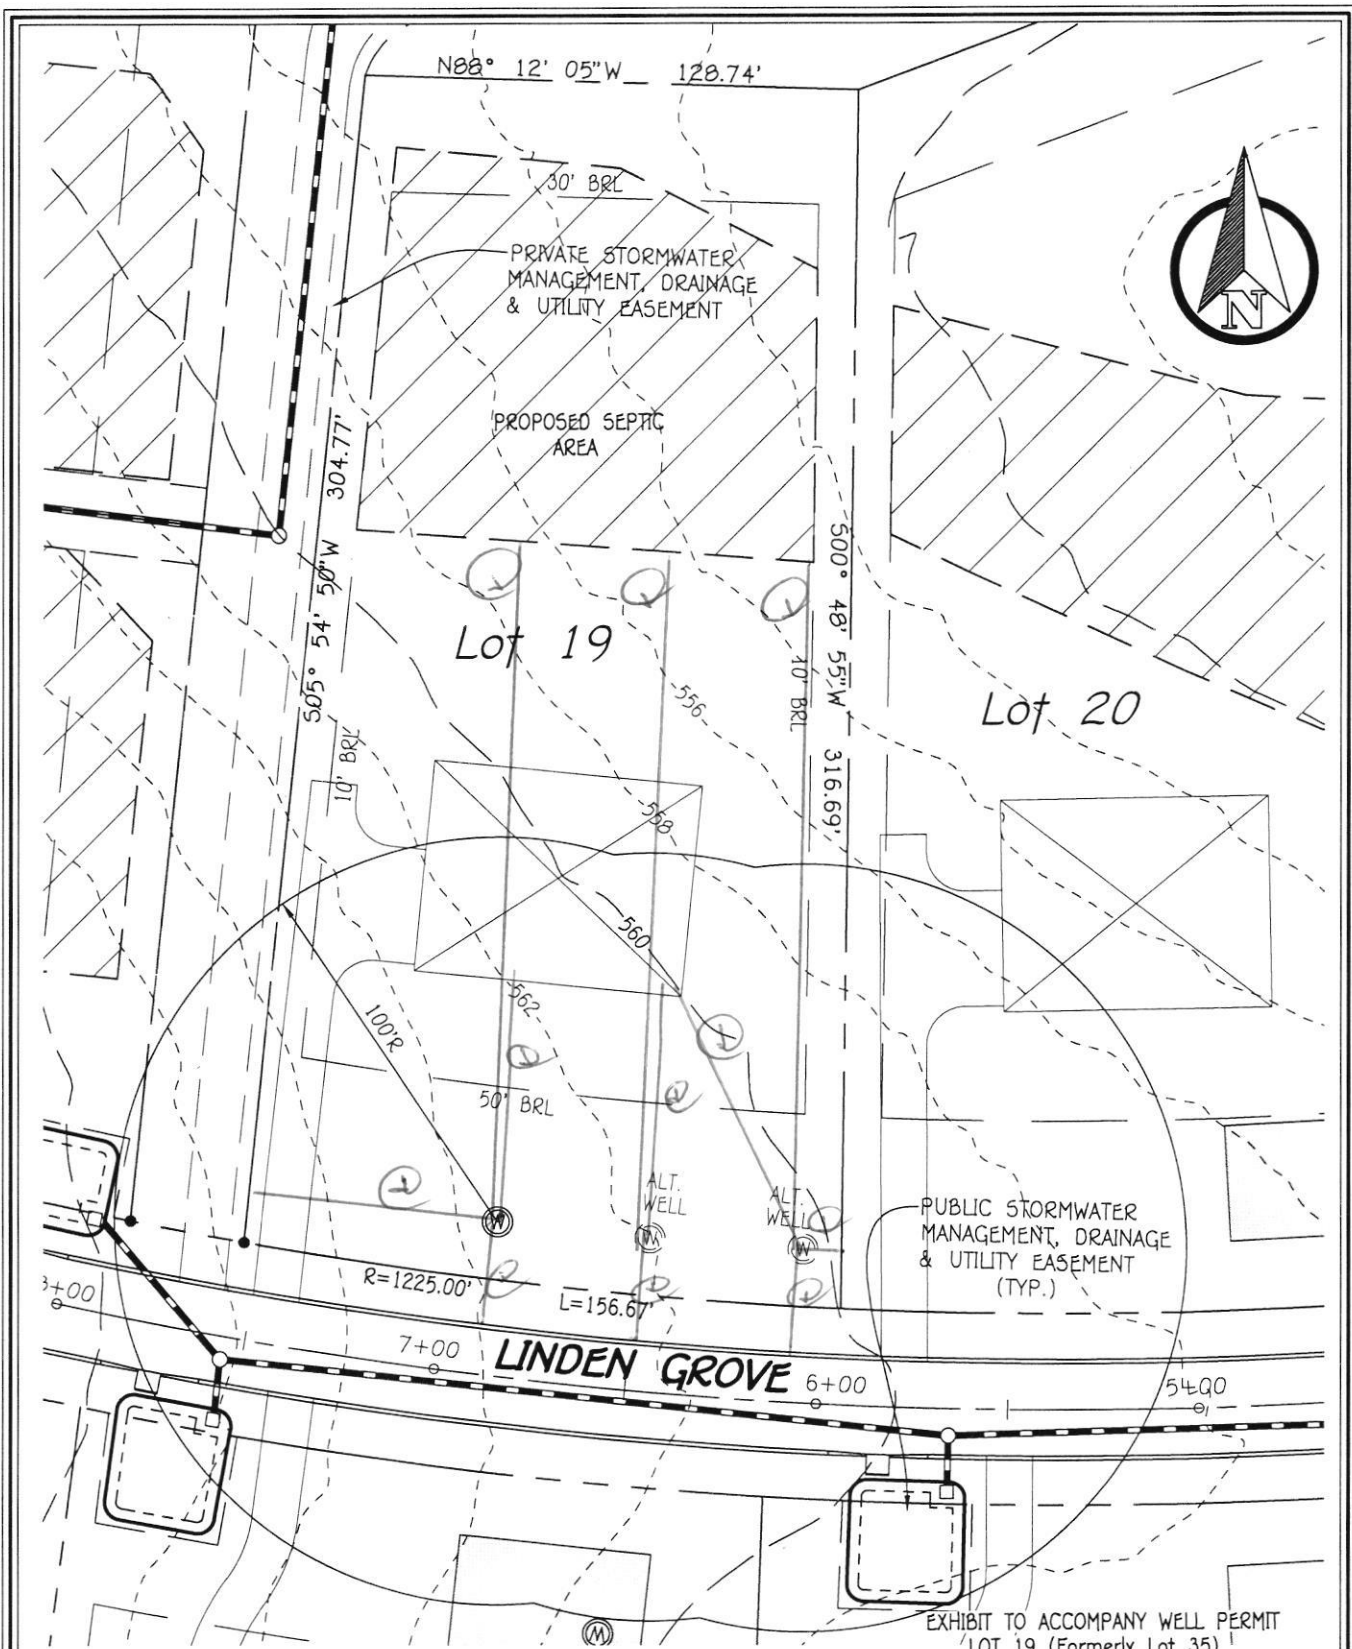 N88° 12' 05"W 128.74'
30' BRL
PRIVATE STORMWATER
MANAGEMENT, DRAINAGE
& UTILITY EASEMENT
N
PROPOSED SEPTIC
AREA
S05° 54' 50"W 304.77'
S00° 48' 55"W 316.69'
Lot 19
10' BRL
10' BRL
556
Lot 20
558
560
562
100'R
50' BRL
ALT.
WELL
ALT.
WELL
W
W
W
PUBLIC STORMWATER
MANAGEMENT, DRAINAGE
& UTILITY EASEMENT
(TYP.)
R=1225.00'
L=156.67'
8+00
7+00
LINDEN GROVE
6+00
5+00
EXHIBIT TO ACCOMPANY WELL PERMIT
LOT 19 (Formerly Lot 35)
W